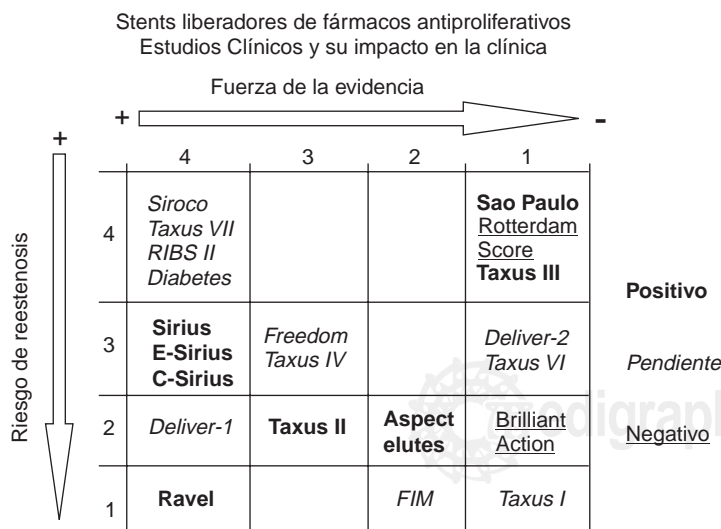 Stents liberadores de fármacos antiproliferativos
Estudios Clínicos y su impacto en la clínica
Fuerza de la evidencia
+ -
+
4 3 2 1
Riesgo de reestenosis
4
Siroco
Taxus VII
RIBS II
Diabetes
Sao Paulo
Rotterdam
Score
Taxus III
3
Sirius
E-Sirius
C-Sirius
Freedom
Taxus IV
Deliver-2
Taxus VI
2
Deliver-1
Taxus II
Aspect
elutes
Brilliant
Action
1
Ravel
FIM
Taxus I
Positivo
Pendiente
Negativo
edigraph